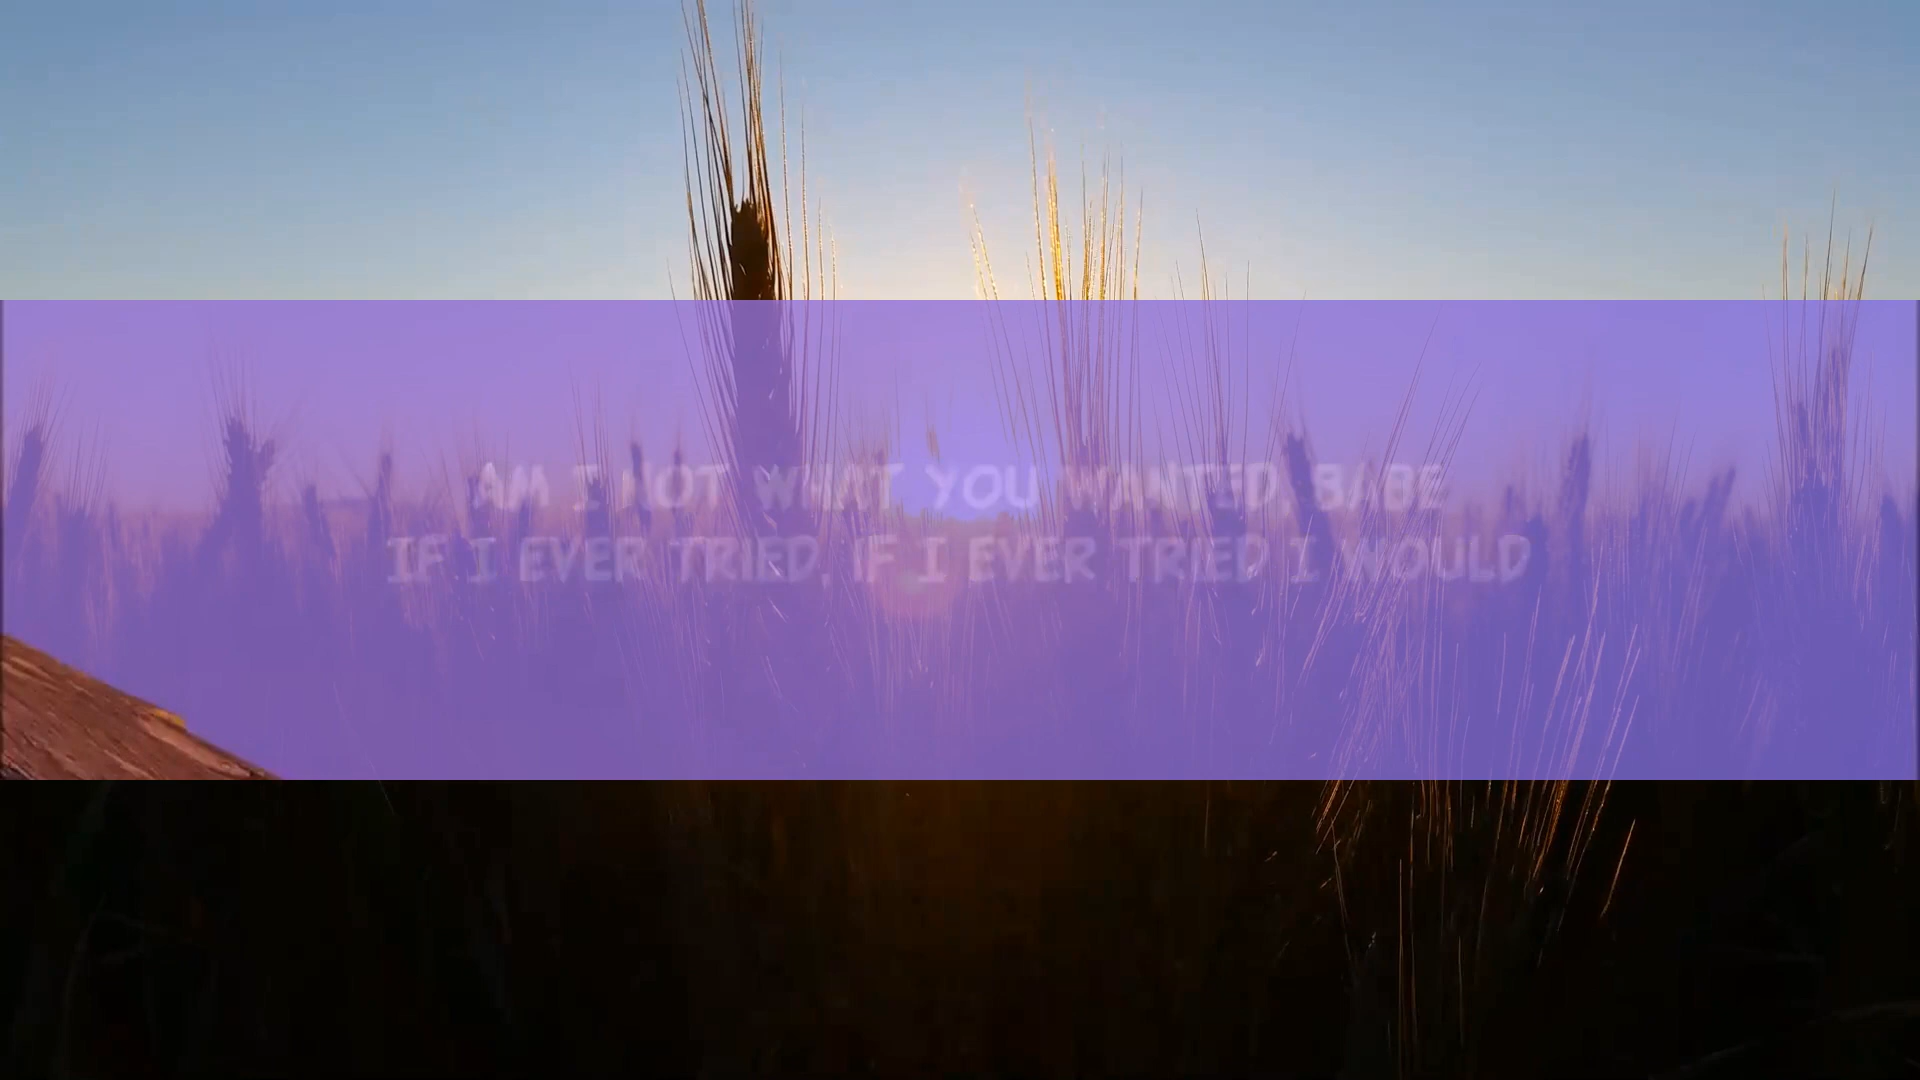 AM I NOT WHAT YOU WANTED, BABE
IF I EVER TRIED, IF I EVER TRIED I WOULD